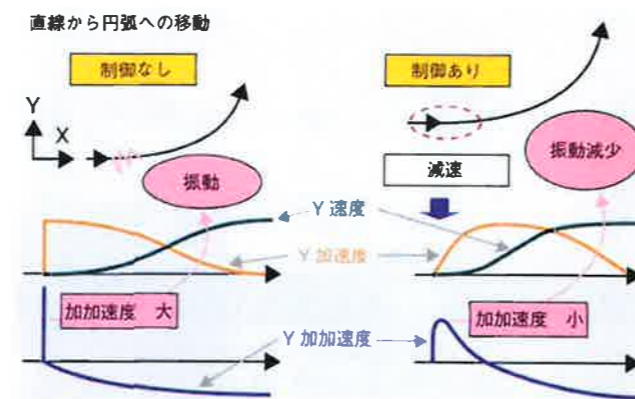 直線から円弧への移動
制御なし
制御あり
Y
X
振動
減速
振動減少
Y 速度
Y 加速度
加加速度 大
加加速度 小
Y 加加速度